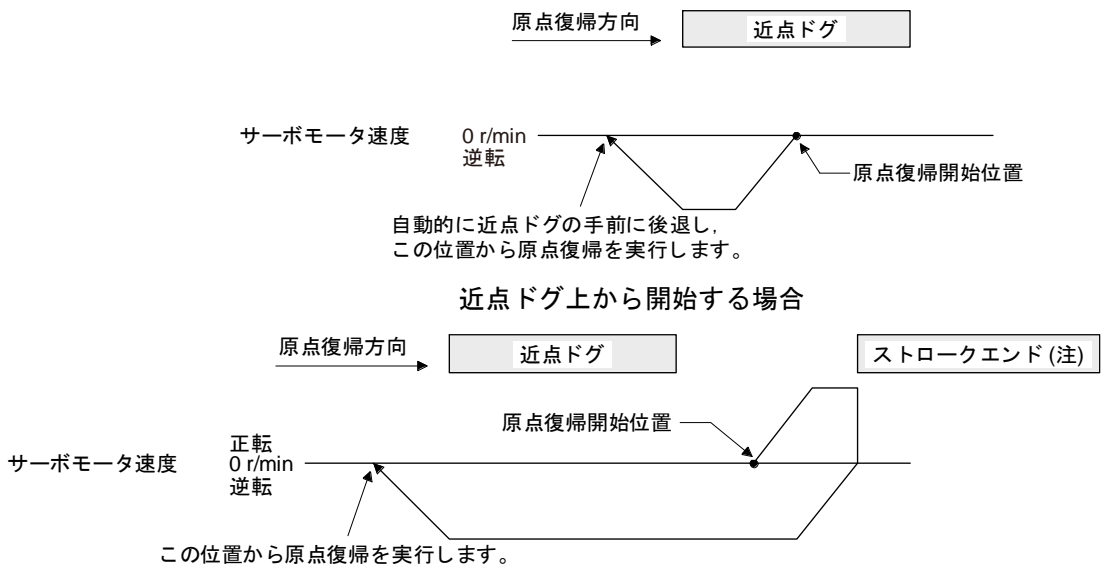 原点復帰方向
近点ドグ
サーボモータ速度
0 r/min
逆転
原点復帰開始位置
自動的に近点ドグの手前に後退し,
この位置から原点復帰を実行します。
近点ドグ上から開始する場合
原点復帰方向
近点ドグ
ストロークエンド (注)
原点復帰開始位置
正転
サーボモータ速度
0 r/min
逆転
この位置から原点復帰を実行します。